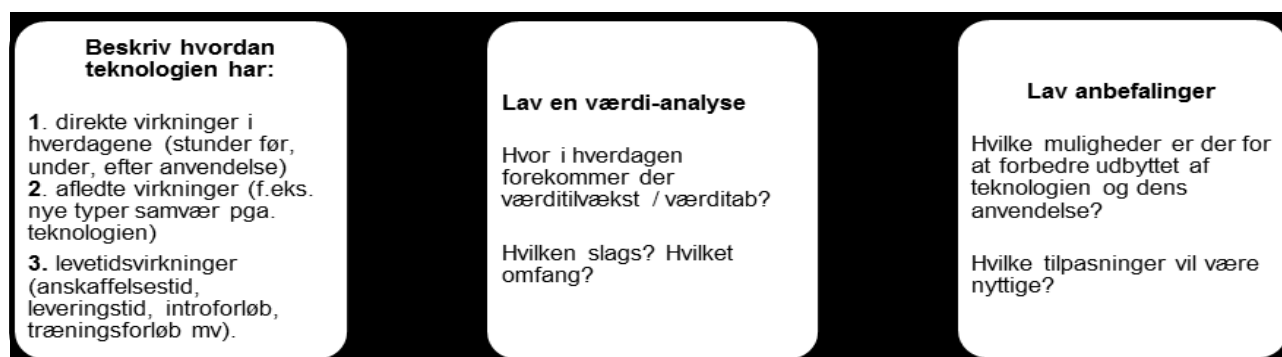 Beskriv hvordan
teknologien har:
1. direkte virkninger i
hverdagene (stunder før,
under, efter anvendelse)
2. afledte virkninger (f.eks.
nye typer samvær pga.
teknologien)
3. levetidsvirkninger
(anskaffelsestid,
leveringstid, introforløb,
træningsforløb mv).
Lav en værdi-analyse
Hvor i hverdagen
forekommer der
værditilvækst / værditab?
Hvilken slags? Hvilket
omfang?
Lav anbefalinger
Hvilke muligheder er der for
at forbedre udbyttet af
teknologien og dens
anvendelse?
Hvilke tilpasninger vil være
nyttige?